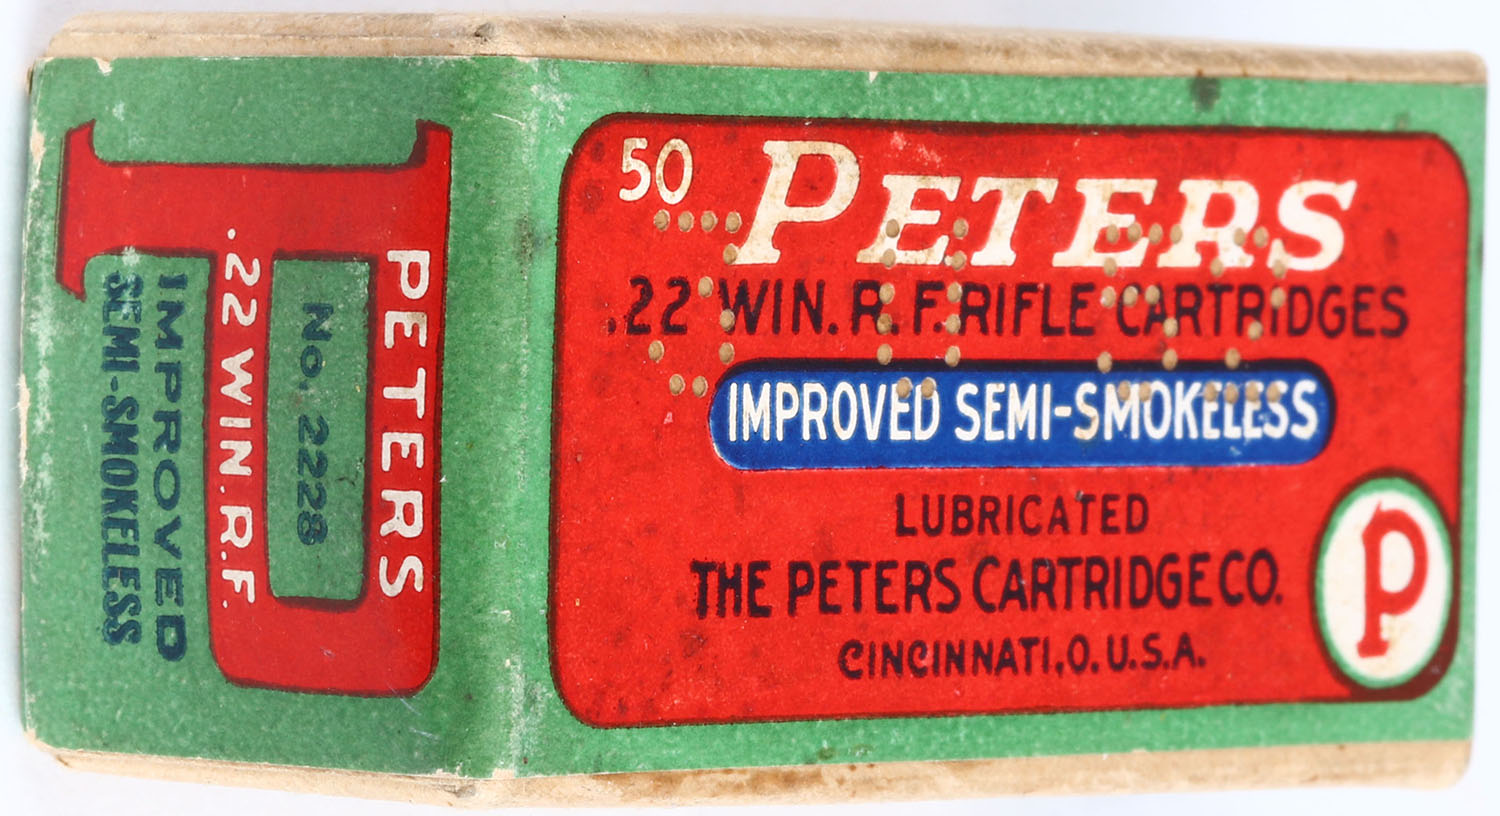 50 PETERS
.22 WIN. R. F. RIFLE CARTRIDGES
IMPROVED SEMI-SMOKELESS
LUBRICATED
THE PETERS CARTRIDGE CO.
CINCINNATI, O. U.S.A.
P
3U52
PETERS
No. 2228
.22 WIN. R.F.
IMPROVED
SEMI-SMOKELESS